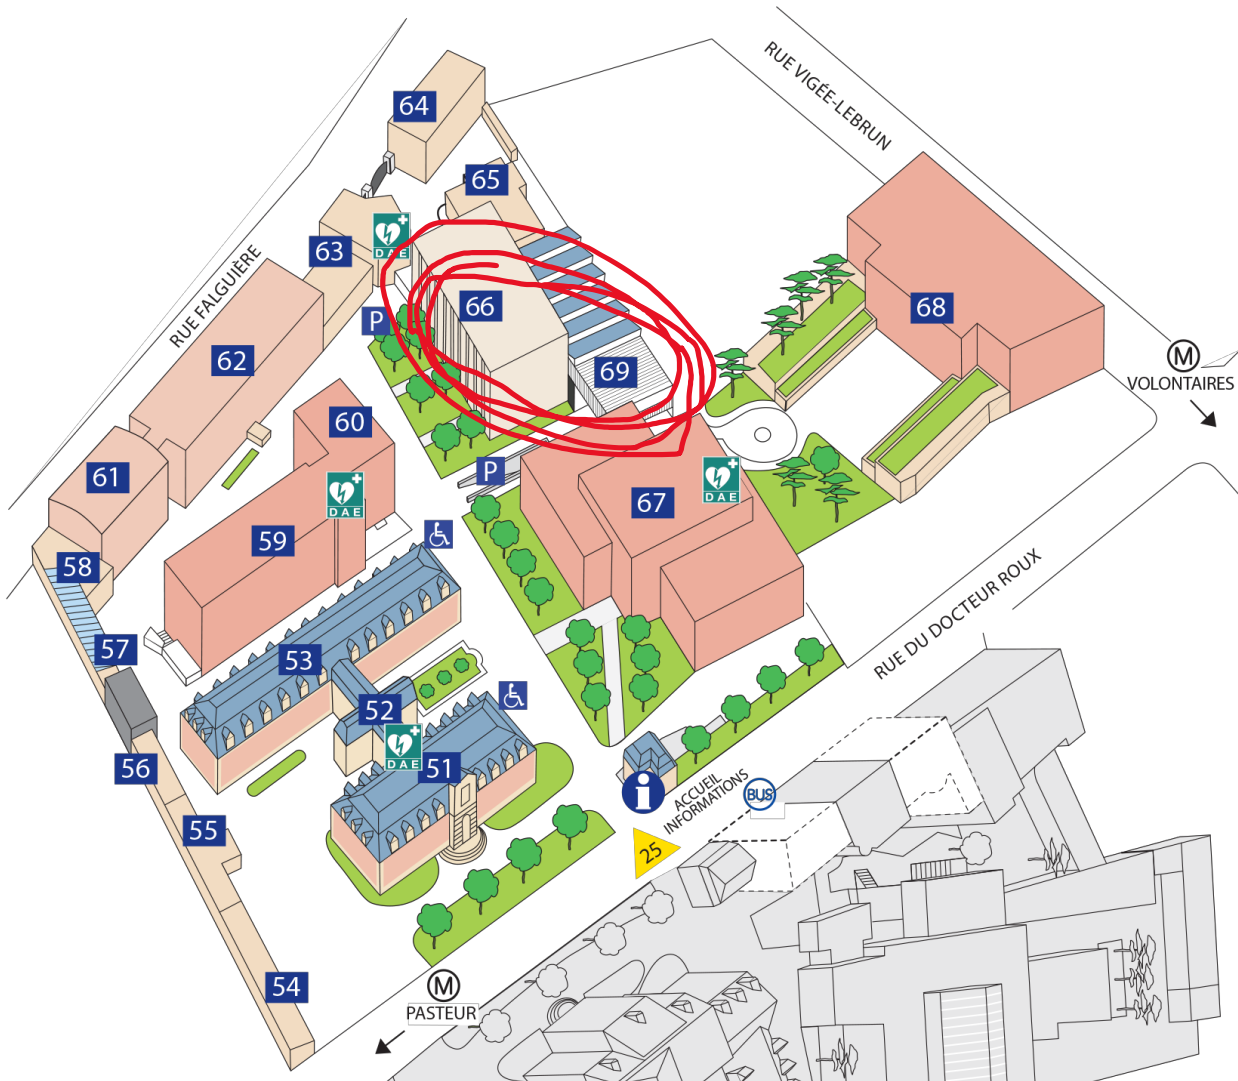 RUE VIGÉE-LEBRUN
64
65
DAE
63
RUE FALGUIÈRE
66
P
68
62
69
M
VOLONTAIRES
60
61
P
DAE
67
DAE
59
58
57
53
RUE DU DOCTEUR ROUX
52
DAE
51
56
i
ACCUEIL
INFORMATIONS
BUS
55
25
54
M
PASTEUR